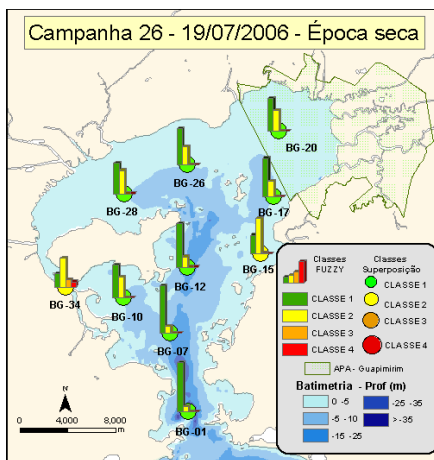 Campanha 26 - 19/07/2006 - Época seca
BG-20
BG-26
BG-28
BG-17
BG-15
BG-12
BG-34
BG-10
BG-07
BG-01
Classes
FUZZY
Classes
Superposição
CLASSE 1
CLASSE 1
CLASSE 2
CLASSE 2
CLASSE 3
CLASSE 3
CLASSE 4
CLASSE 4
APA - Guapimirim
Batimetria - Prof (m)
0 -5
-25 -35
-5 -10
>-35
-15 -25
N
0
4,000
8,000
m